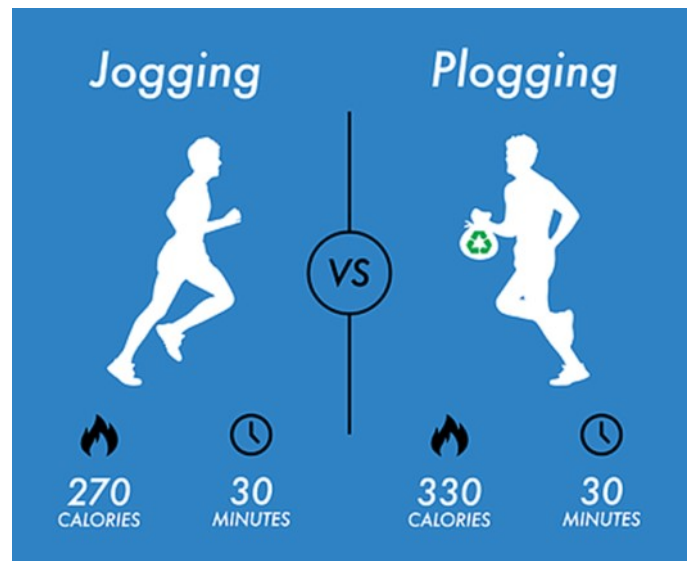 Jogging
Plogging
VS
270
CALORIES
30
MINUTES
330
CALORIES
30
MINUTES